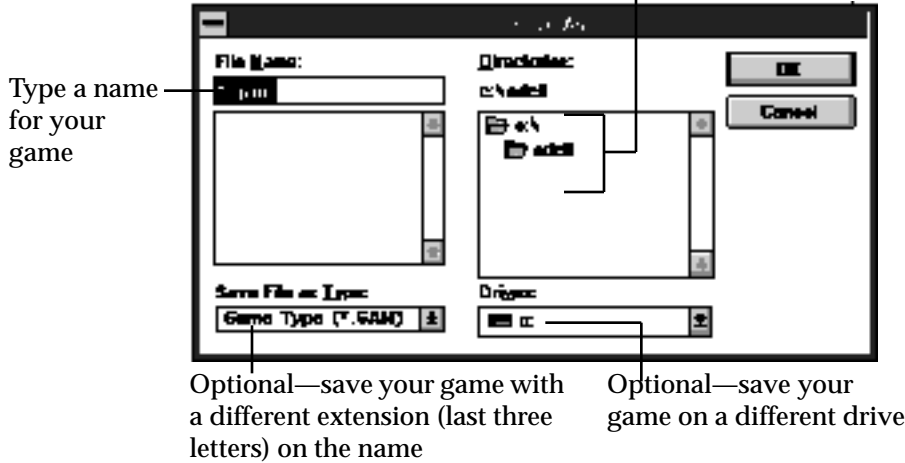 File Name:
Directories:
OK
Type a name
for your
game
Cancel
c:\
Save File as Type:
Drives:
Game Type (*.GAM)
c:
Optional—save your game with
a different extension (last three
letters) on the name
Optional—save your
game on a different drive